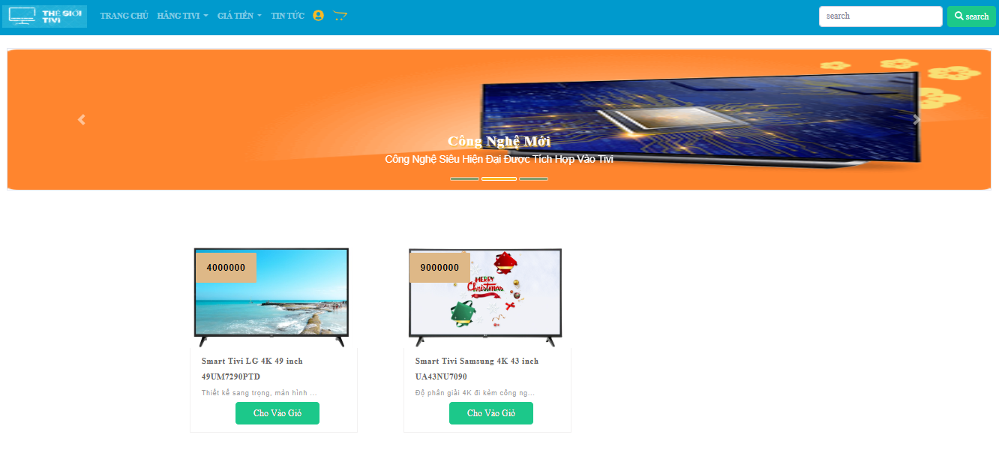 THẾ GIỚI
TIVI
TRANG CHỦ
HÃNG TIVI
GIÁ TIỀN
TIN TỨC
search
search
Công Nghệ Mới
Công Nghệ Siêu Hiện Đại Được Tích Hợp Vào Tivi
4000000
9000000
MERRY
Christmas
Smart Tivi LG 4K 49 inch
49UM7290PTD
Thiết kế sang trọng, màn hình ...
Cho Vào Giỏ
Smart Tivi Samsung 4K 43 inch
UA43NU7090
Độ phân giải 4K đi kèm công ng...
Cho Vào Giỏ